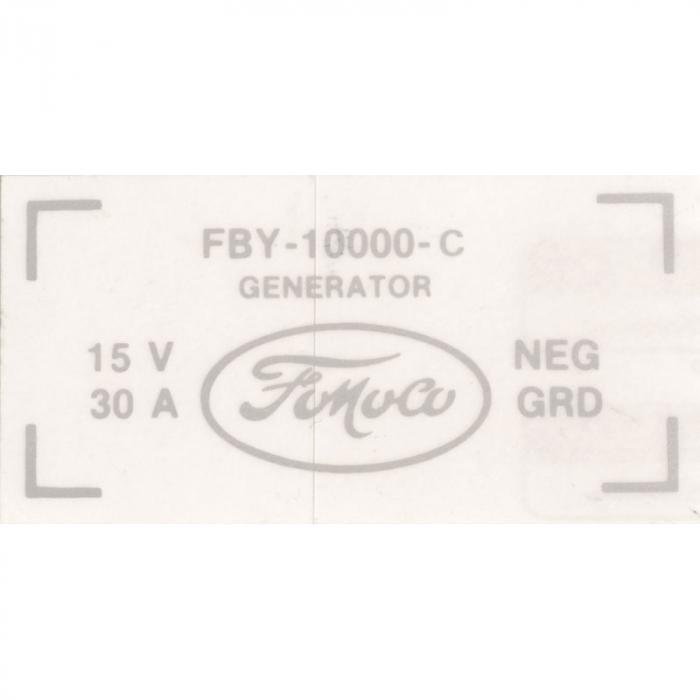 FBY-10000-C
GENERATOR
15 V
30 A
FoMoCo
NEG
GRD